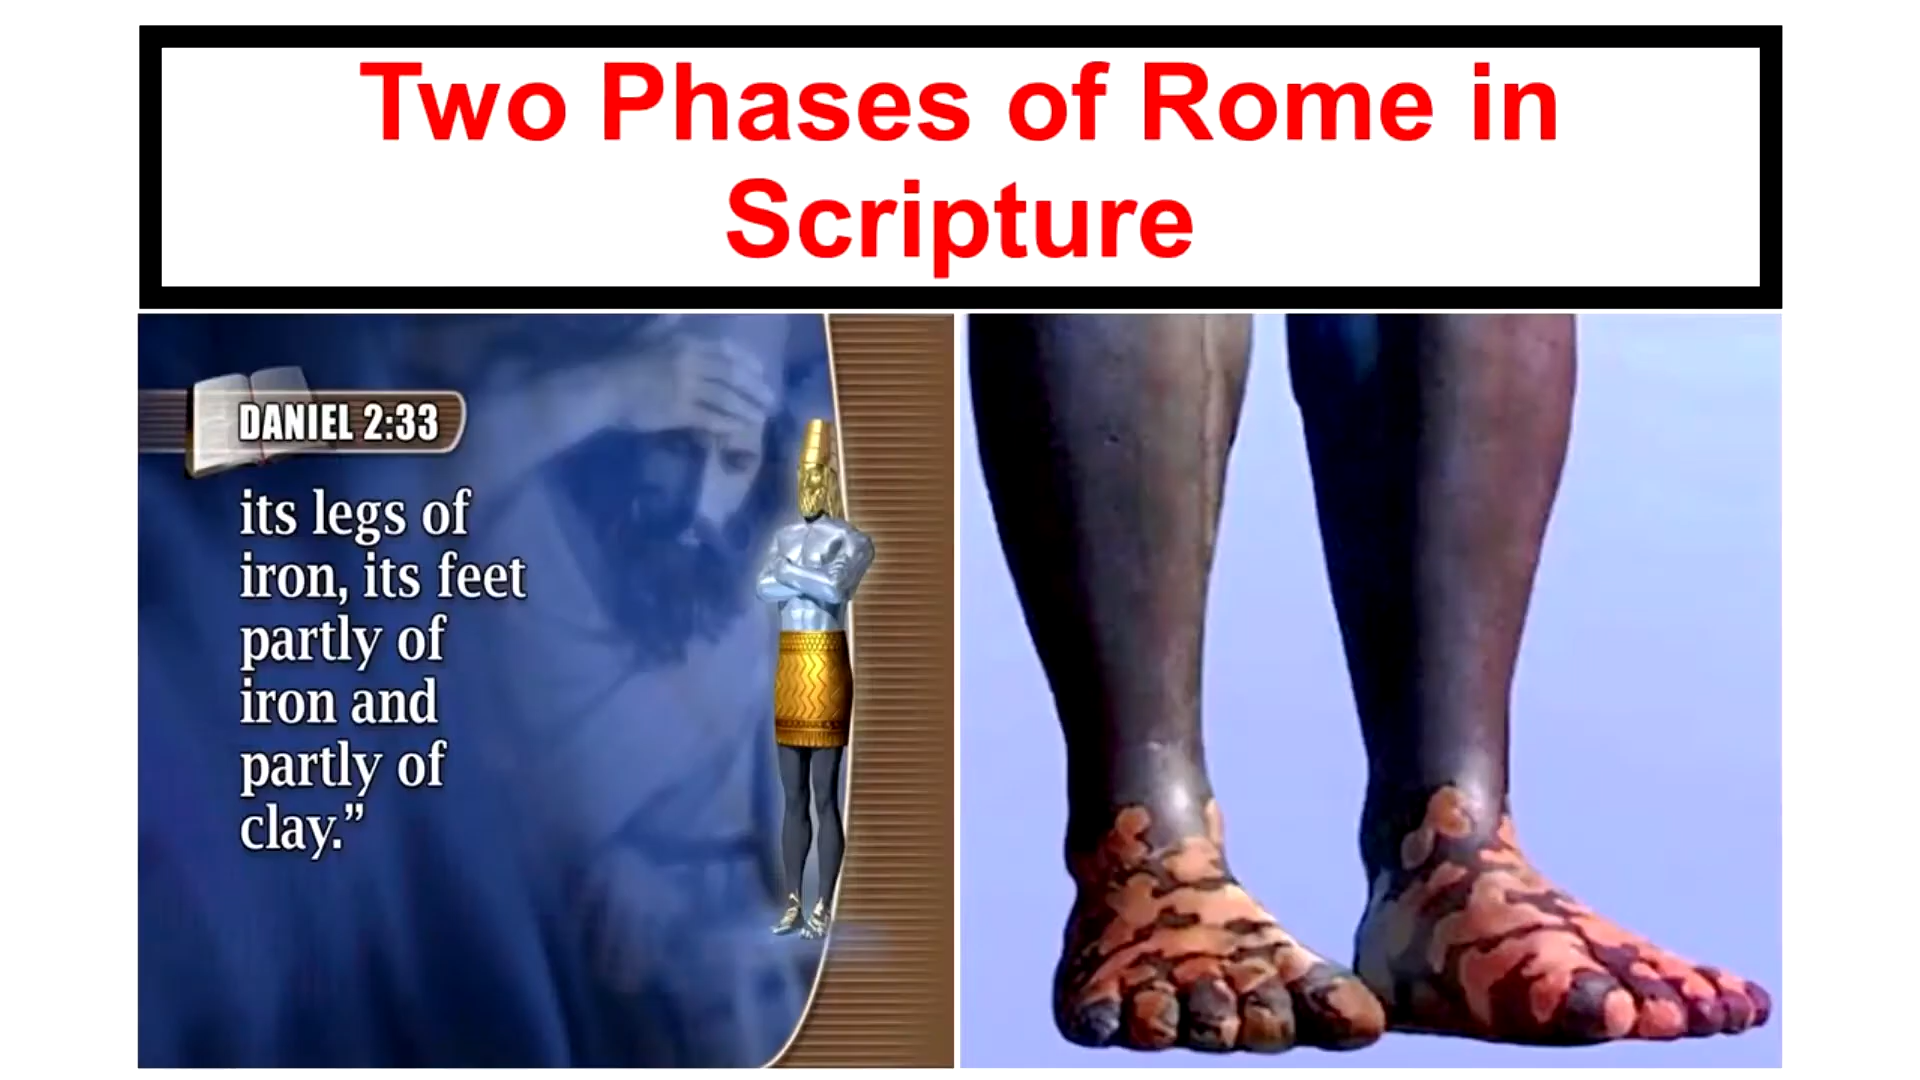 Two Phases of Rome in
Scripture
DANIEL 2:33
its legs of
iron, its feet
partly of
iron and
partly of
clay.”